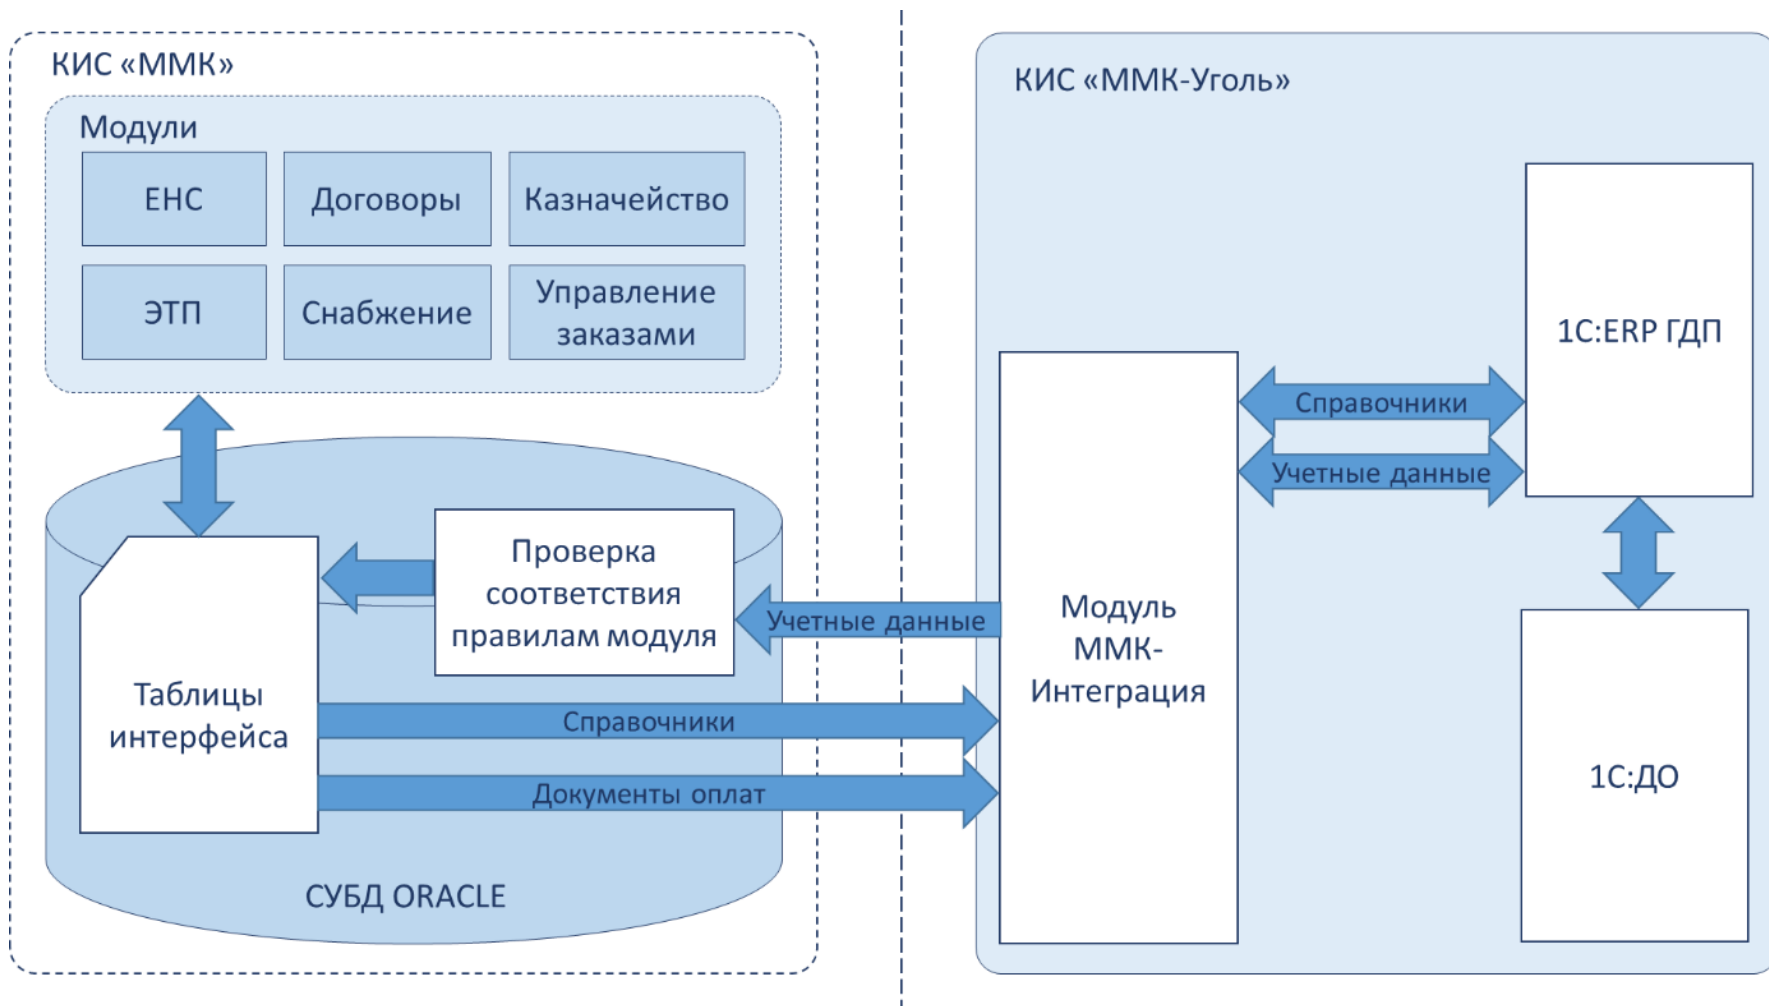 КИС «ММК»
Модули
ЕНС
Договоры
Казначейство
ЭТП
Снабжение
Управление
заказами
Проверка
соответствия
правилам модуля
Таблицы
интерфейса
СУБД ORACLE
Учетные данные
Справочники
Документы оплат
КИС «ММК-Уголь»
Модуль
ММК-
Интеграция
Справочники
Учетные данные
1С:ERP ГДП
1С:ДО